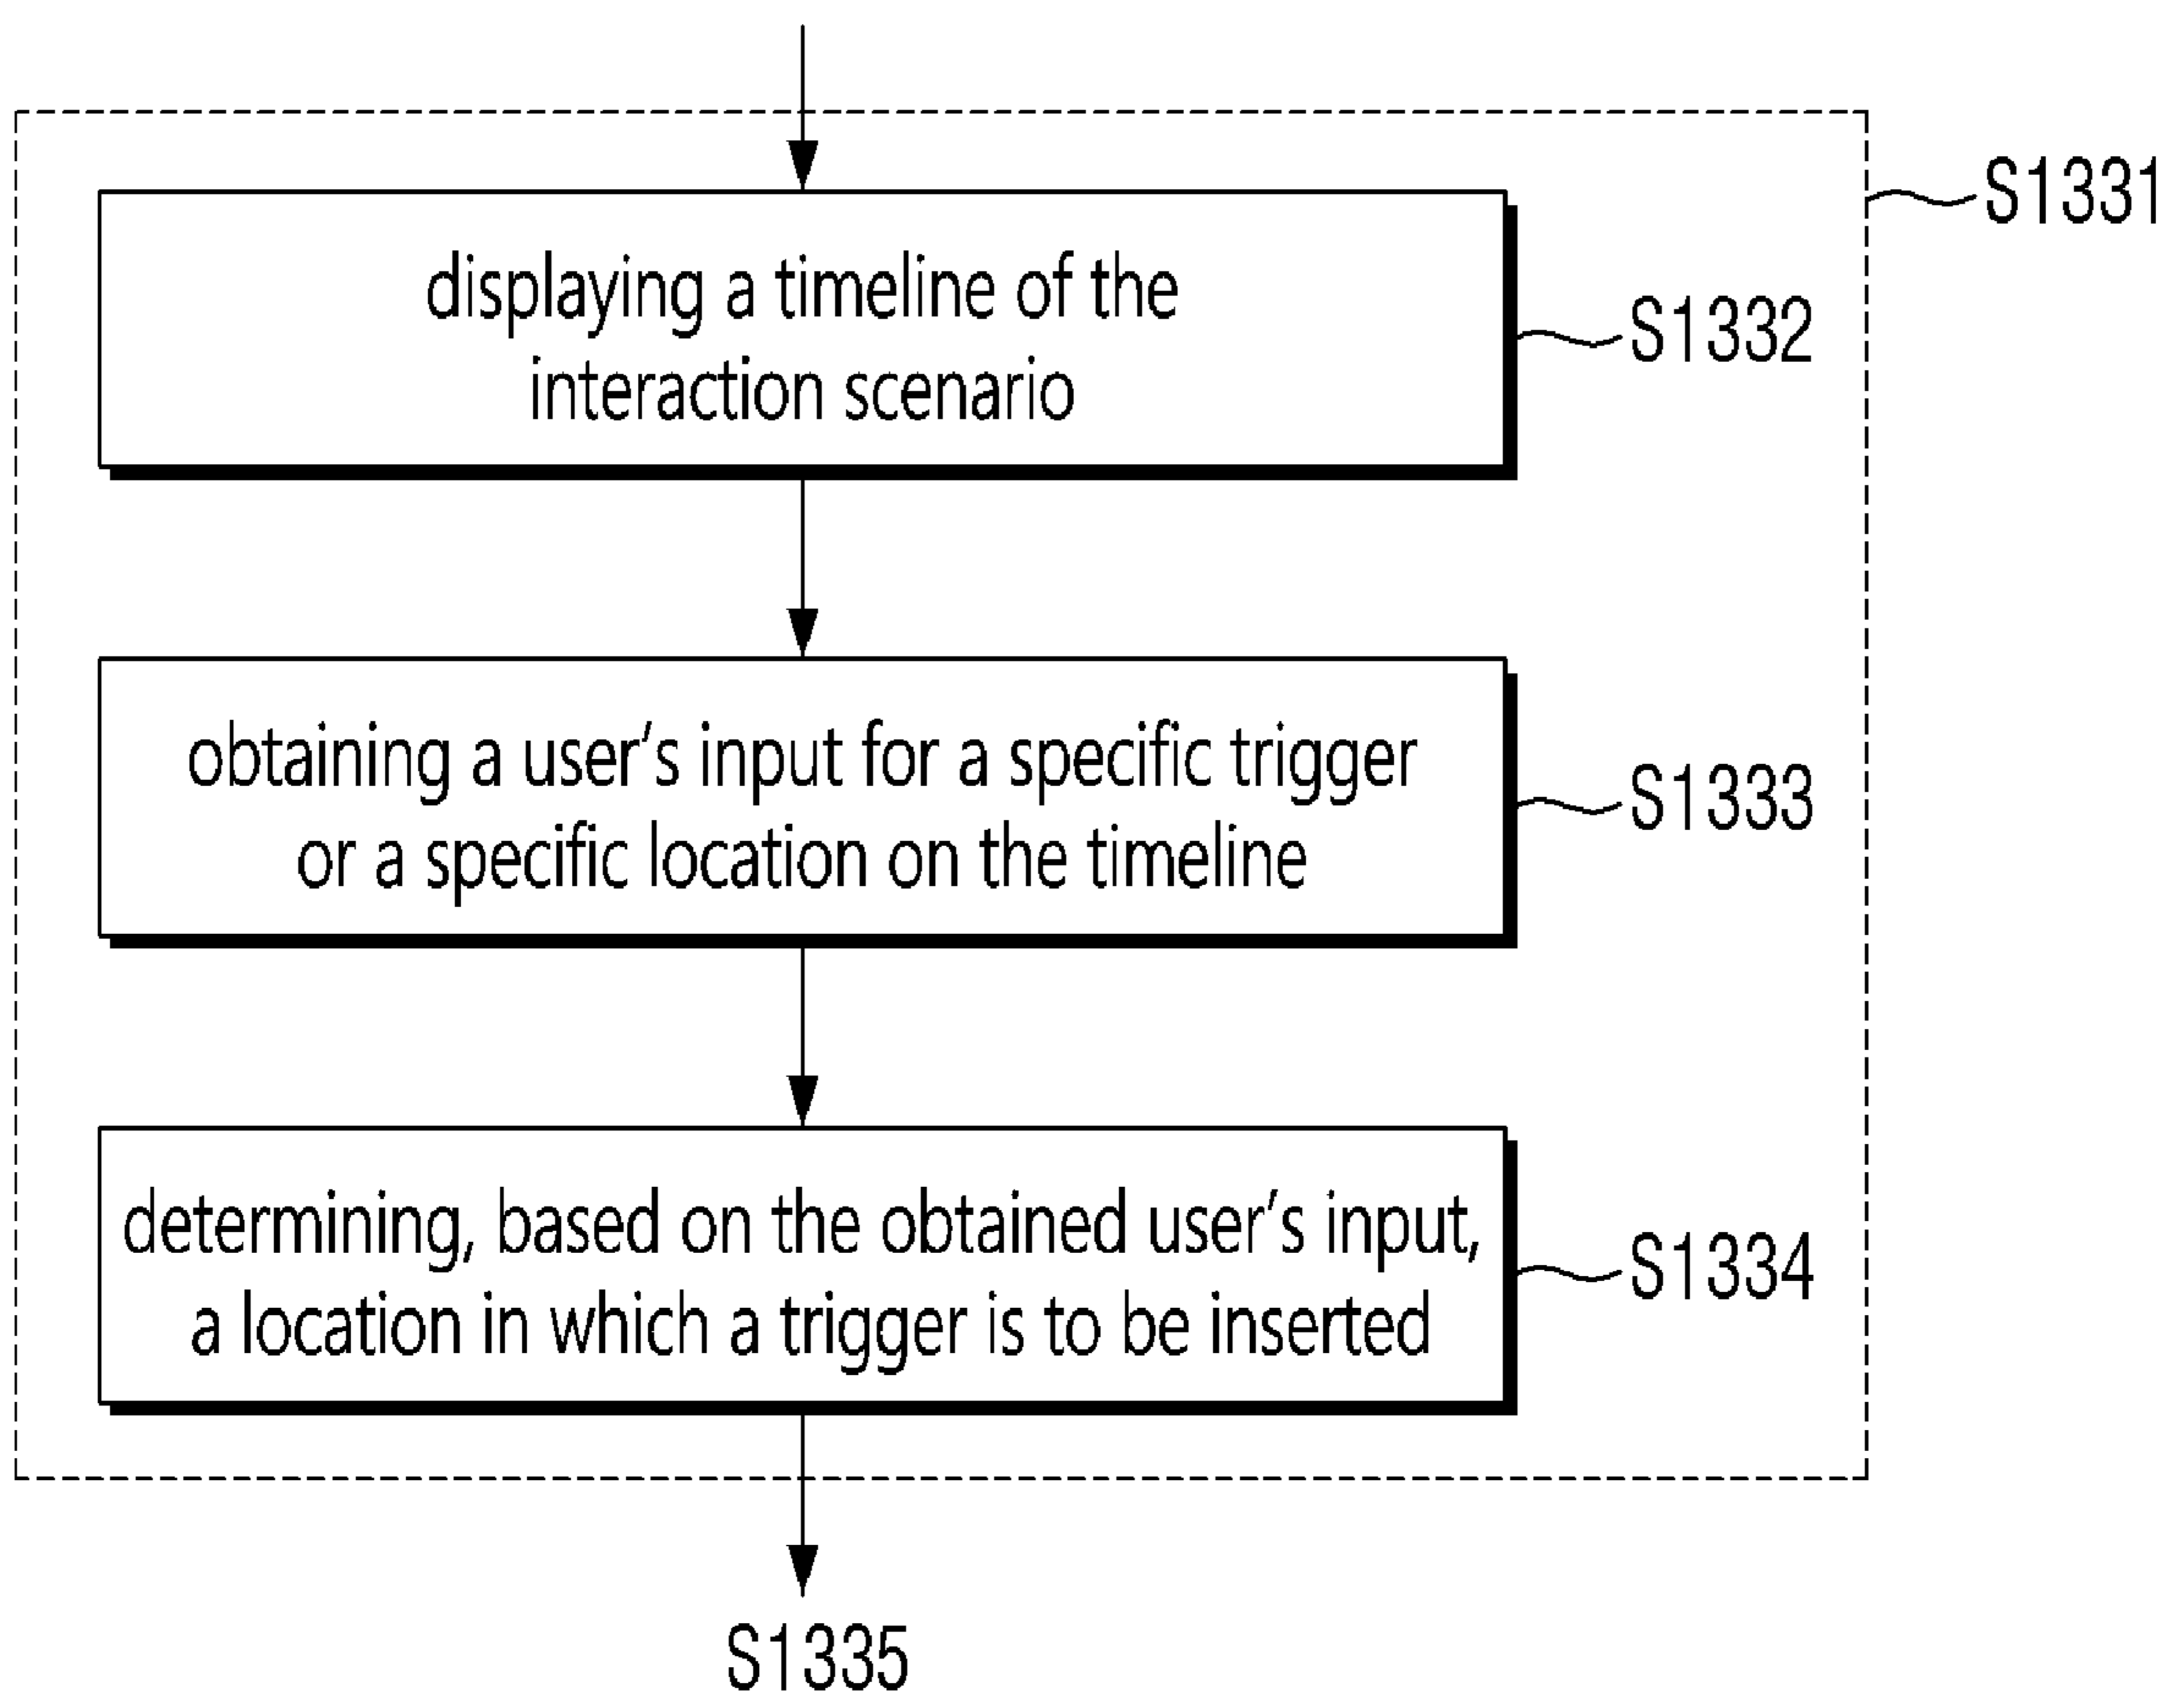 S1331
displaying a timeline of the
interaction scenario
S1332
obtaining a user's input for a specific trigger
or a specific location on the timeline
S1333
determining, based on the obtained user's input,
a location in which a trigger is to be inserted
S1334
S1335